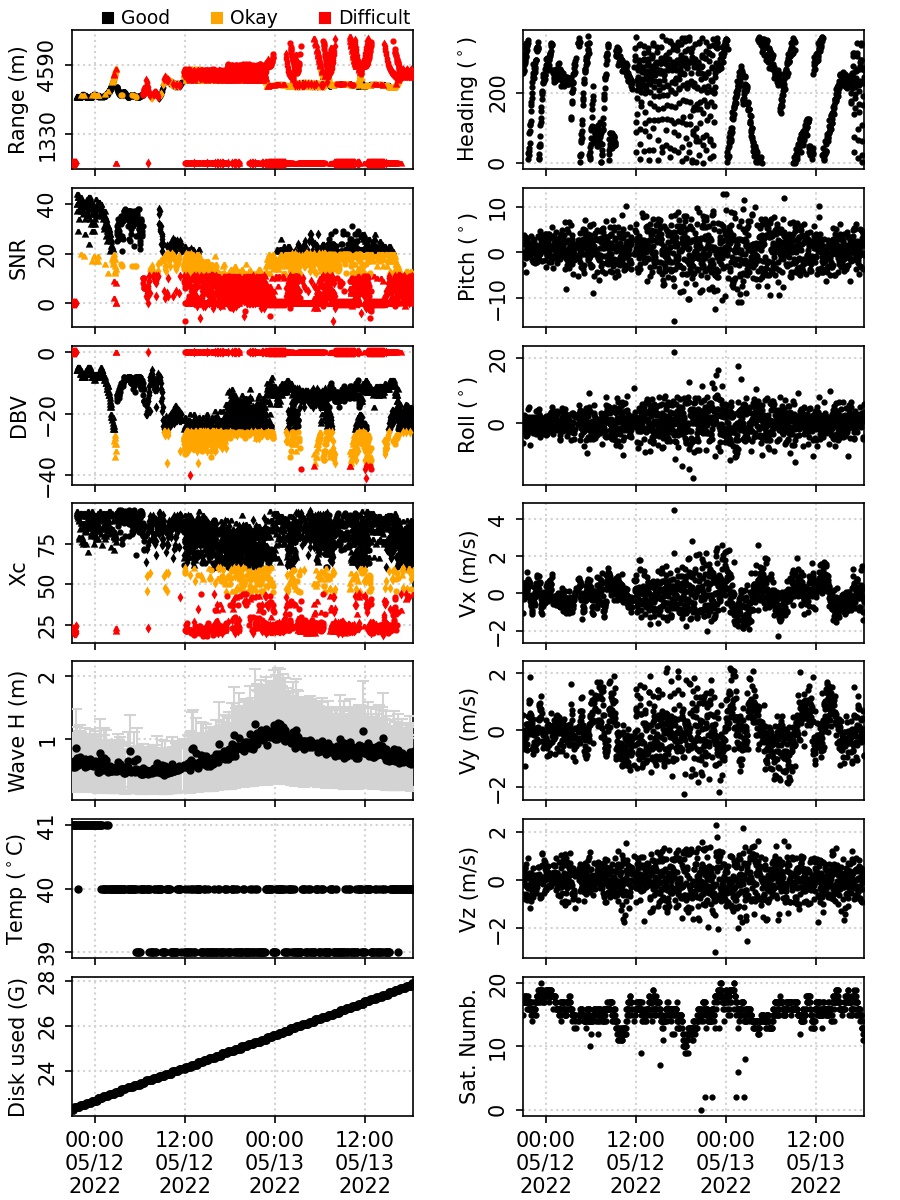 Good Okay Difficult
Range (m)
4590
1330
Heading (°)
200
0
SNR
40
20
0
Pitch (°)
10
0
−10
DBV
0
−20
−40
Roll (°)
20
0
Xc
75
50
25
Vx (m/s)
4
2
0
−2
Wave H (m)
2
1
Vy (m/s)
2
0
−2
Temp (°C)
41
40
39
Vz (m/s)
2
0
−2
Disk used (G)
28
26
24
Sat. Numb.
20
10
0
00:00 12:00 00:00 12:00
05/12 05/12 05/13 05/13
2022 2022 2022 2022
00:00 12:00 00:00 12:00
05/12 05/12 05/13 05/13
2022 2022 2022 2022